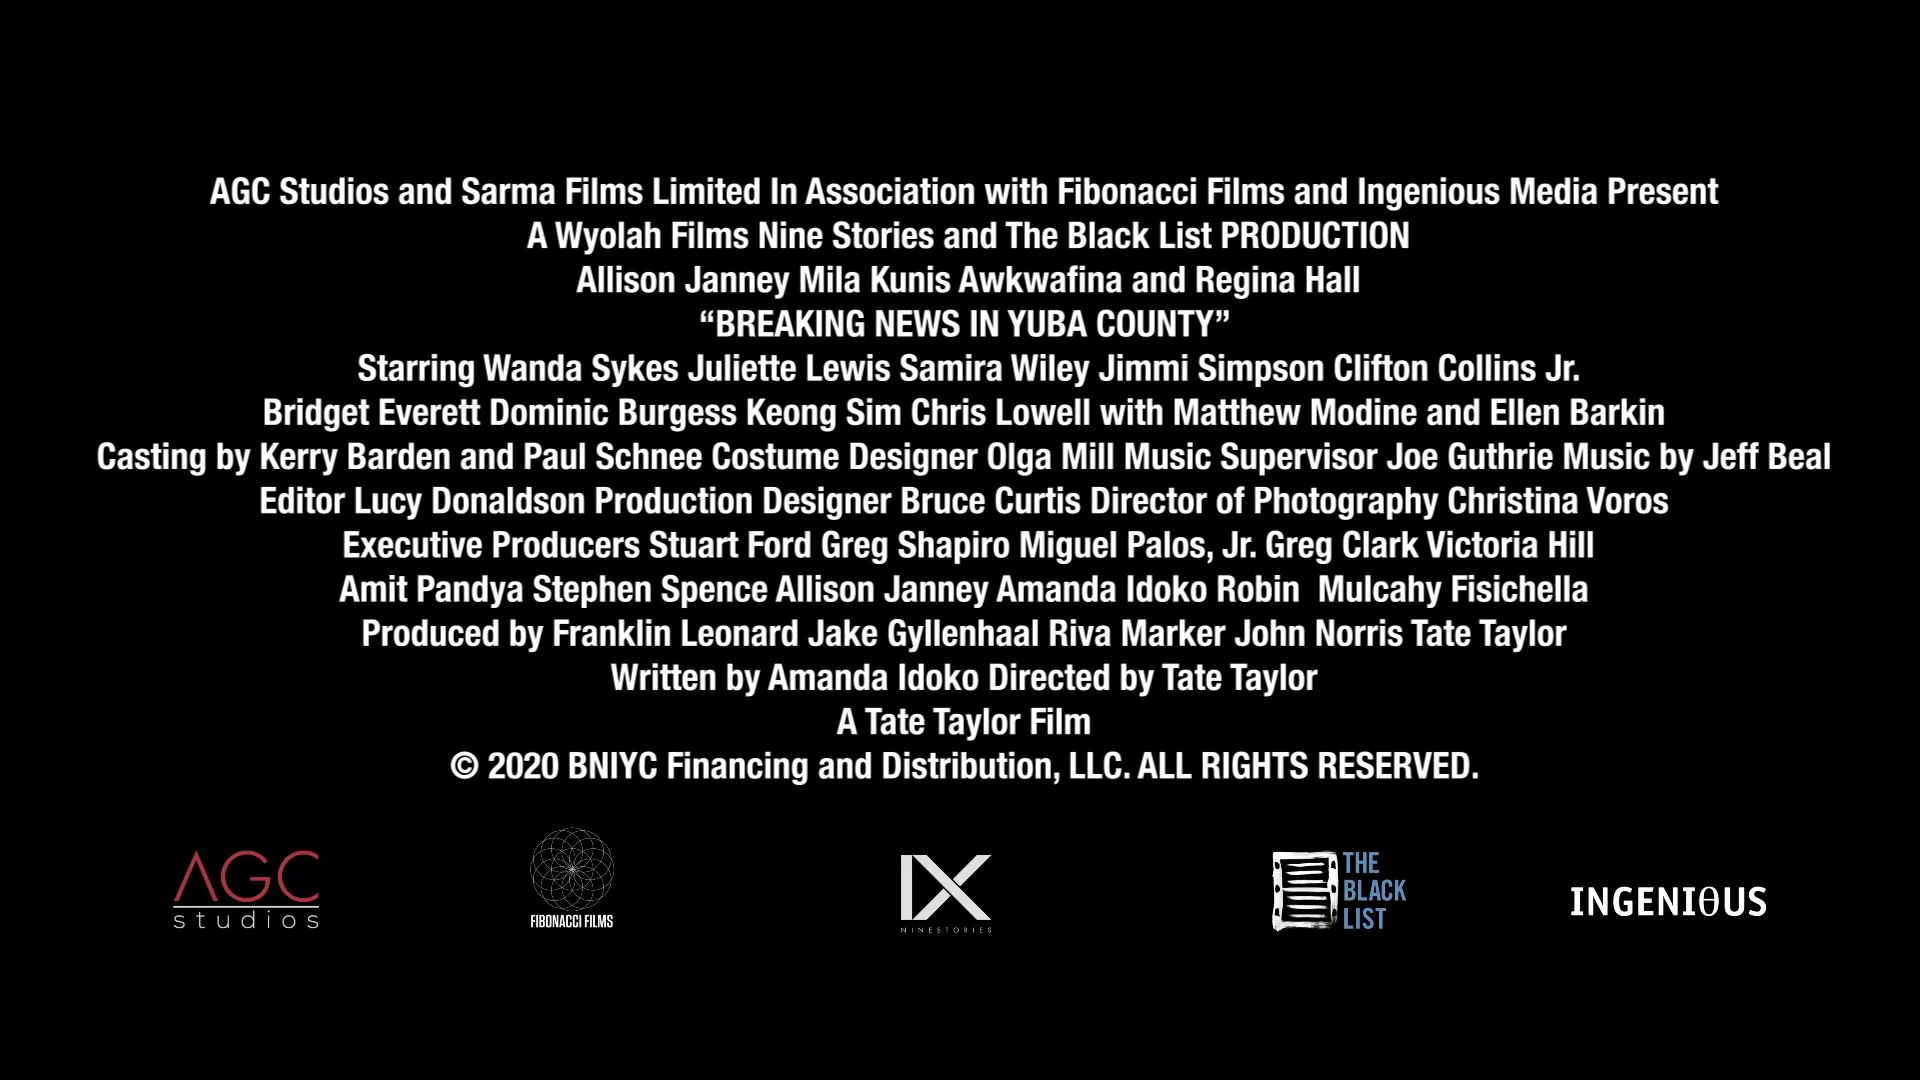 AGC Studios and Sarma Films Limited In Association with Fibonacci Films and Ingenious Media Present
A Wyolah Films Nine Stories and The Black List PRODUCTION
Allison Janney Mila Kunis Awkwafina and Regina Hall
“BREAKING NEWS IN YUBA COUNTY”
Starring Wanda Sykes Juliette Lewis Samira Wiley Jimmi Simpson Clifton Collins Jr.
Bridget Everett Dominic Burgess Keong Sim Chris Lowell with Matthew Modine and Ellen Barkin
Casting by Kerry Barden and Paul Schnee Costume Designer Olga Mill Music Supervisor Joe Guthrie Music by Jeff Beal
Editor Lucy Donaldson Production Designer Bruce Curtis Director of Photography Christina Voros
Executive Producers Stuart Ford Greg Shapiro Miguel Palos, Jr. Greg Clark Victoria Hill
Amit Pandya Stephen Spence Allison Janney Amanda Idoko Robin  Mulcahy Fisichella
Produced by Franklin Leonard Jake Gyllenhaal Riva Marker John Norris Tate Taylor
Written by Amanda Idoko Directed by Tate Taylor
A Tate Taylor Film
© 2020 BNIYC Financing and Distribution, LLC. ALL RIGHTS RESERVED.
AGC
studios
FIBONACCI FILMS
IX
NINESTORIES
THE
BLACK
LIST
INGENIOUS